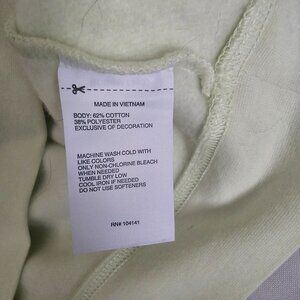 MADE IN VIETNAM
BODY: 62% COTTON
38% POLYESTER
EXCLUSIVE OF DECORATION
MACHINE WASH COLD WITH
LIKE COLORS
ONLY NON-CHLORINE BLEACH
WHEN NEEDED
TUMBLE DRY LOW
COOL IRON IF NEEDED
DO NOT USE SOFTENERS
RN# 104141